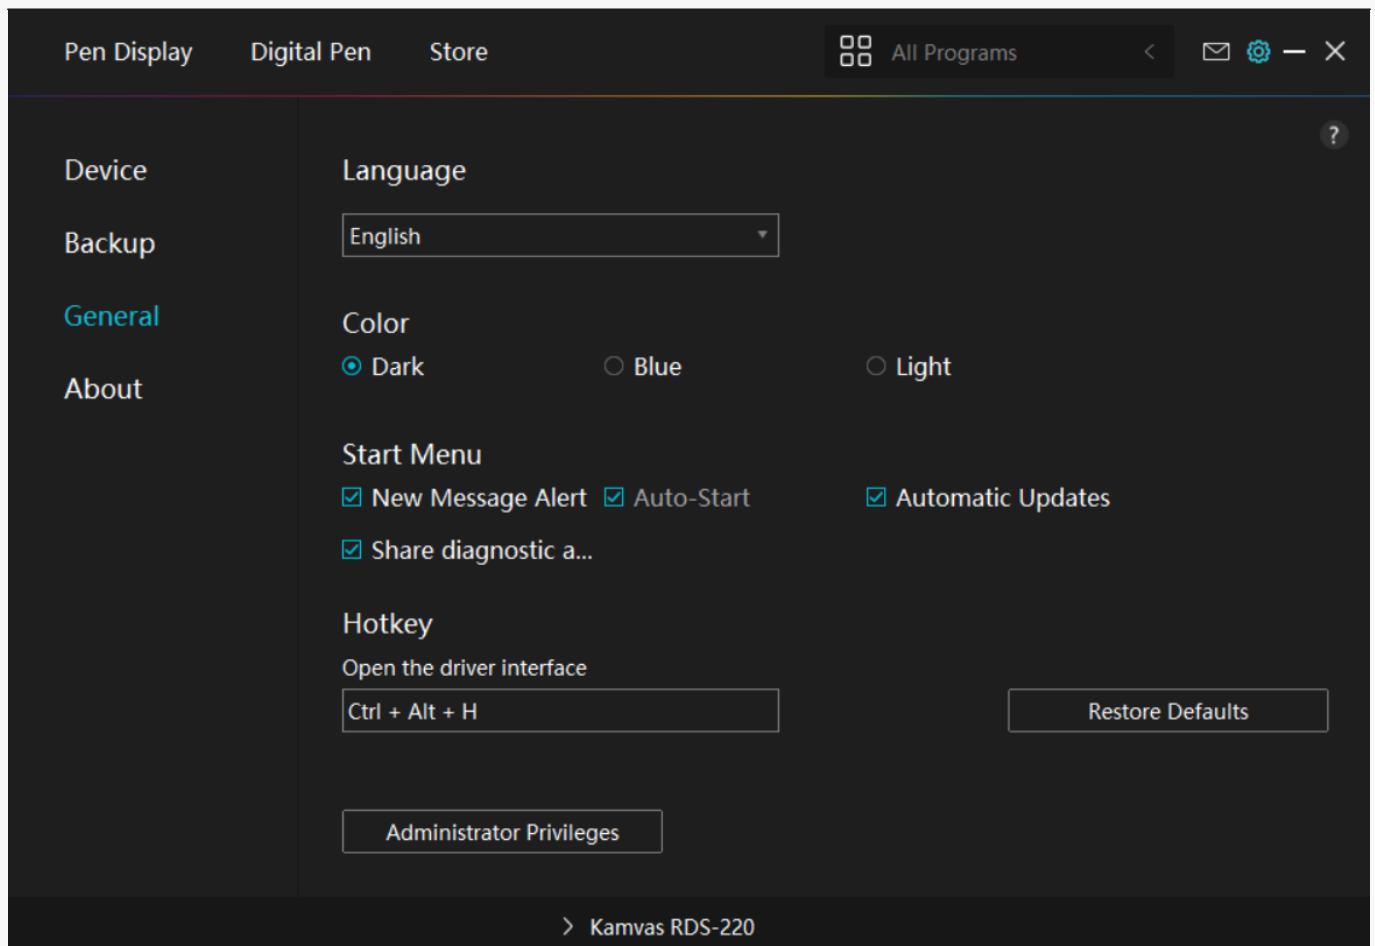 Pen Display Digital Pen Store All Programs
?
Device
Backup
General
About
Language
English
Color
Dark Blue Light
Start Menu
New Message Alert Auto-Start Automatic Updates
Share diagnostic a...
Hotkey
Open the driver interface
Ctrl + Alt + H Restore Defaults
Administrator Privileges
Kamvas RDS-220